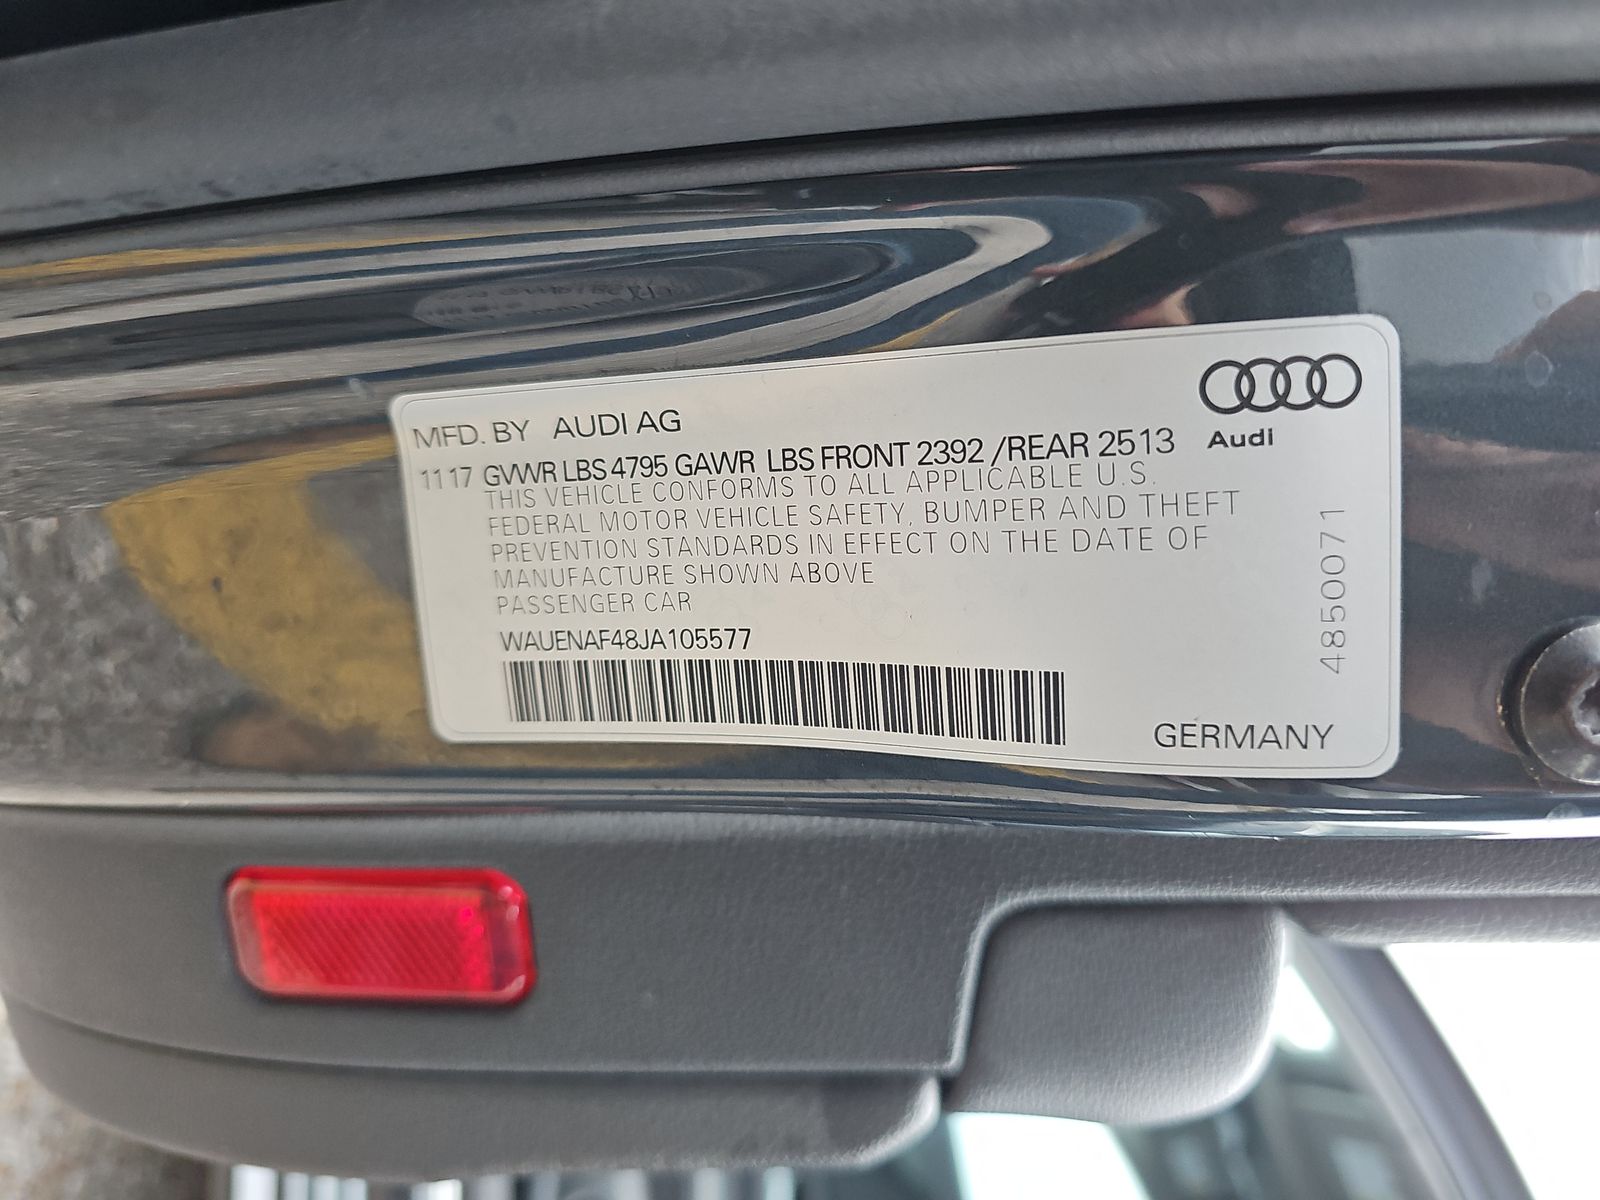 MFD. BY AUDI AG
11 17 GVWR LBS 4795 GAWR LBS FRONT 2392 /REAR 2513
THIS VEHICLE CONFORMS TO ALL APPLICABLE U.S.
FEDERAL MOTOR VEHICLE SAFETY, BUMPER AND THEFT
PREVENTION STANDARDS IN EFFECT ON THE DATE OF
MANUFACTURE SHOWN ABOVE
PASSENGER CAR
WAUENAF48JA105577
Audi
4850071
GERMANY